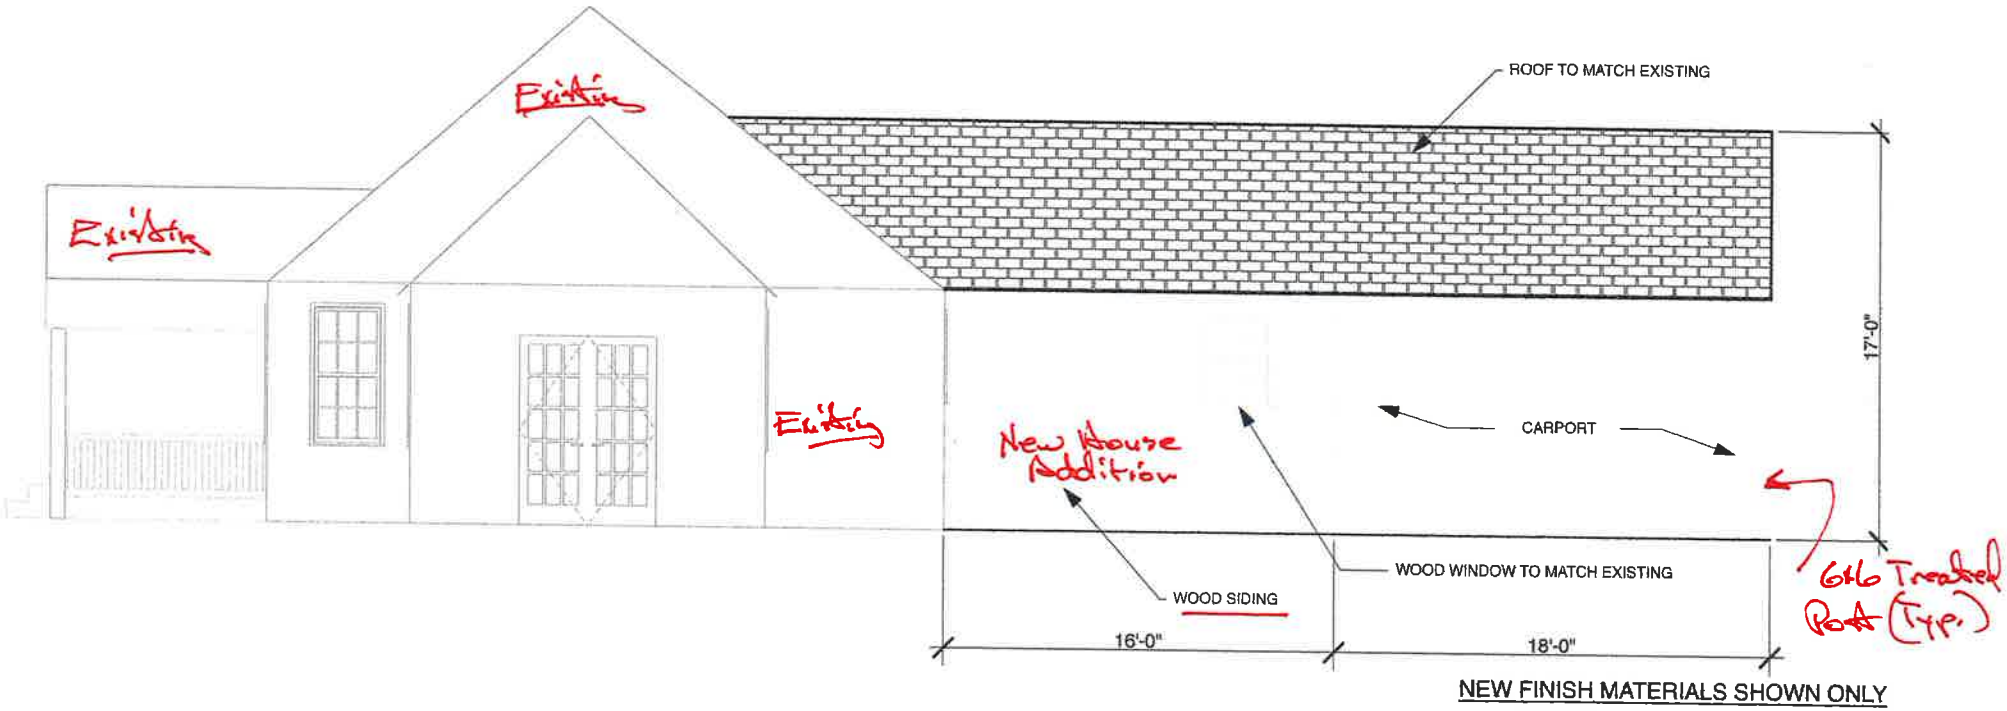 ROOF TO MATCH EXISTING
Existing
Existing
17'-0"
Existing
New House
Addition
CARPORT
WOOD WINDOW TO MATCH EXISTING
WOOD SIDING
6x6 Treated
Post (Typ.)
16'-0"
18'-0"
NEW FINISH MATERIALS SHOWN ONLY